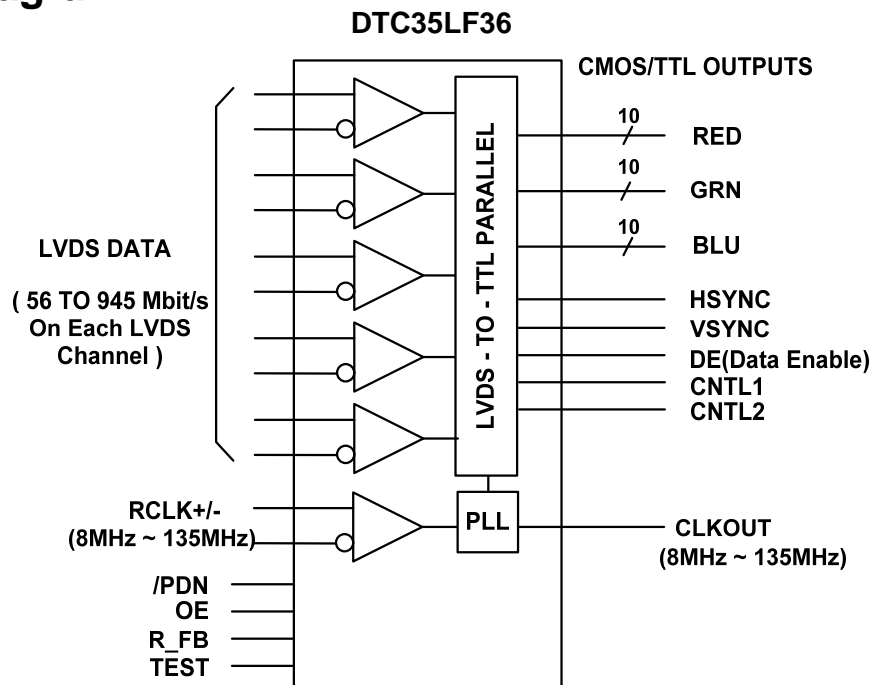 DTC35LF36
CMOS/TTL OUTPUTS
LVDS DATA
( 56 TO 945 Mbit/s
On Each LVDS
Channel )
RCLK+/-
(8MHz ~ 135MHz)
/PDN
OE
R_FB
TEST
LVDS - TO - TTL PARALLEL
PLL
10
RED
10
GRN
10
BLU
HSYNC
VSYNC
DE(Data Enable)
CNTL1
CNTL2
CLKOUT
(8MHz ~ 135MHz)